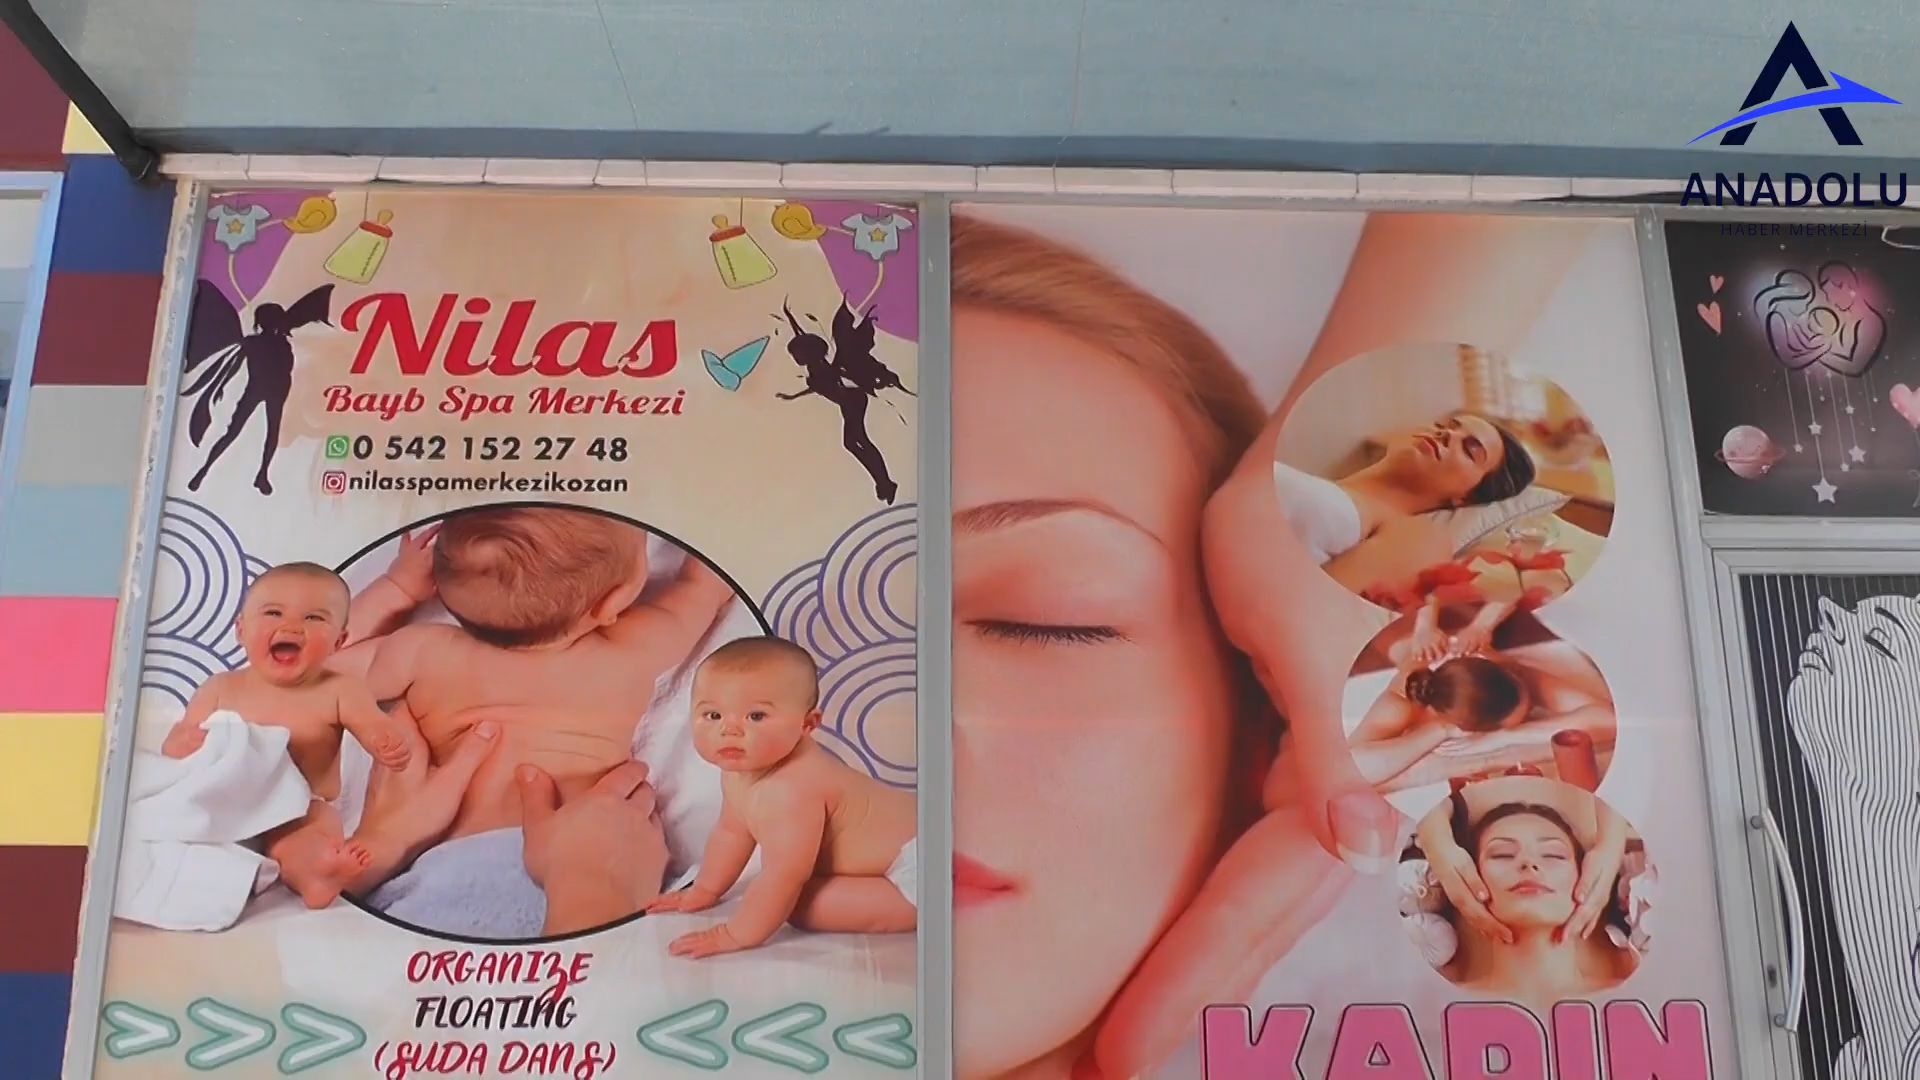 ANADOLU
HABER MERKEZİ
Nilas
Bayb Spa Merkezi
0 542 152 27 48
nilasspamerkezikozan
ORGANIZE
FLOATING
(SUDA DANS)
KADIN